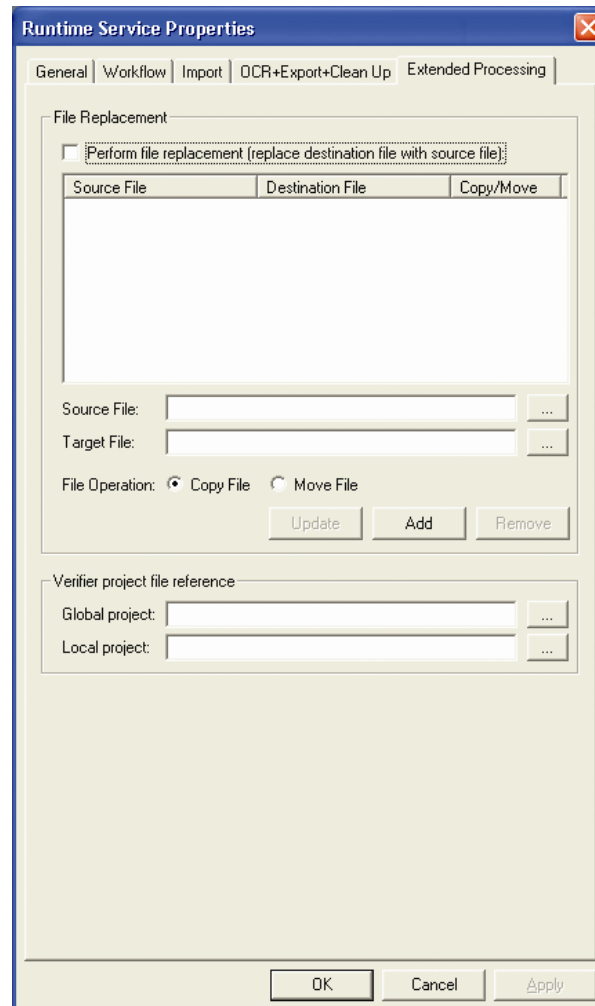 Runtime Service Properties
General Workflow Import OCR+Export+Clean Up Extended Processing
File Replacement
Perform file replacement (replace destination file with source file):
Source File Destination File Copy/Move
Source File: ...
Target File: ...
File Operation: Copy File Move File
Update Add Remove
Verifier project file reference
Global project: ...
Local project: ...
OK Cancel Apply